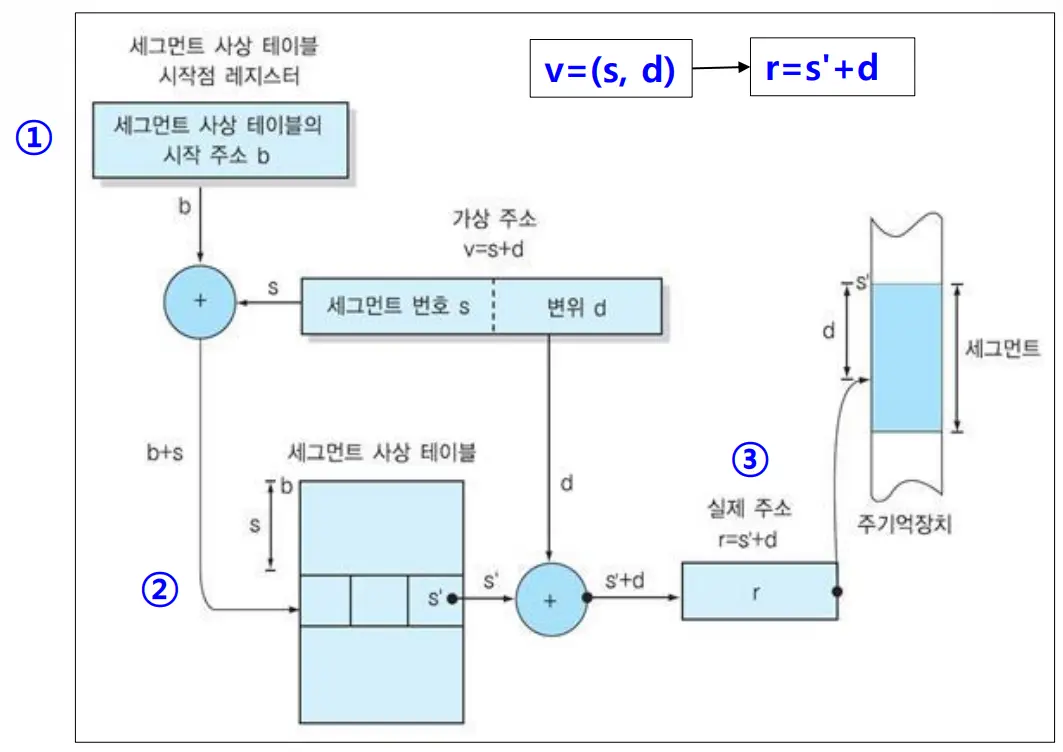 세그먼트 사상 테이블
시작점 레지스터
v=(s, d)
r=s'+d
①
세그먼트 사상 테이블의
시작 주소 b
b
가상 주소
v=s+d
+
s
세그먼트 번호 s
변위 d
s'
d
세그먼트
b+s
세그먼트 사상 테이블
b
s
d
③
실제 주소
r=s'+d
주기억장치
②
s'
s'
+
s'+d
r